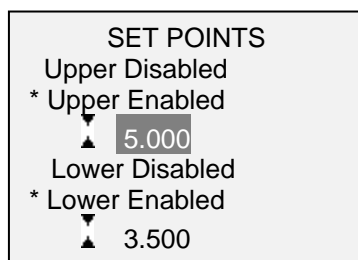 SET POINTS
Upper Disabled
* Upper Enabled
5.000
Lower Disabled
* Lower Enabled
3.500